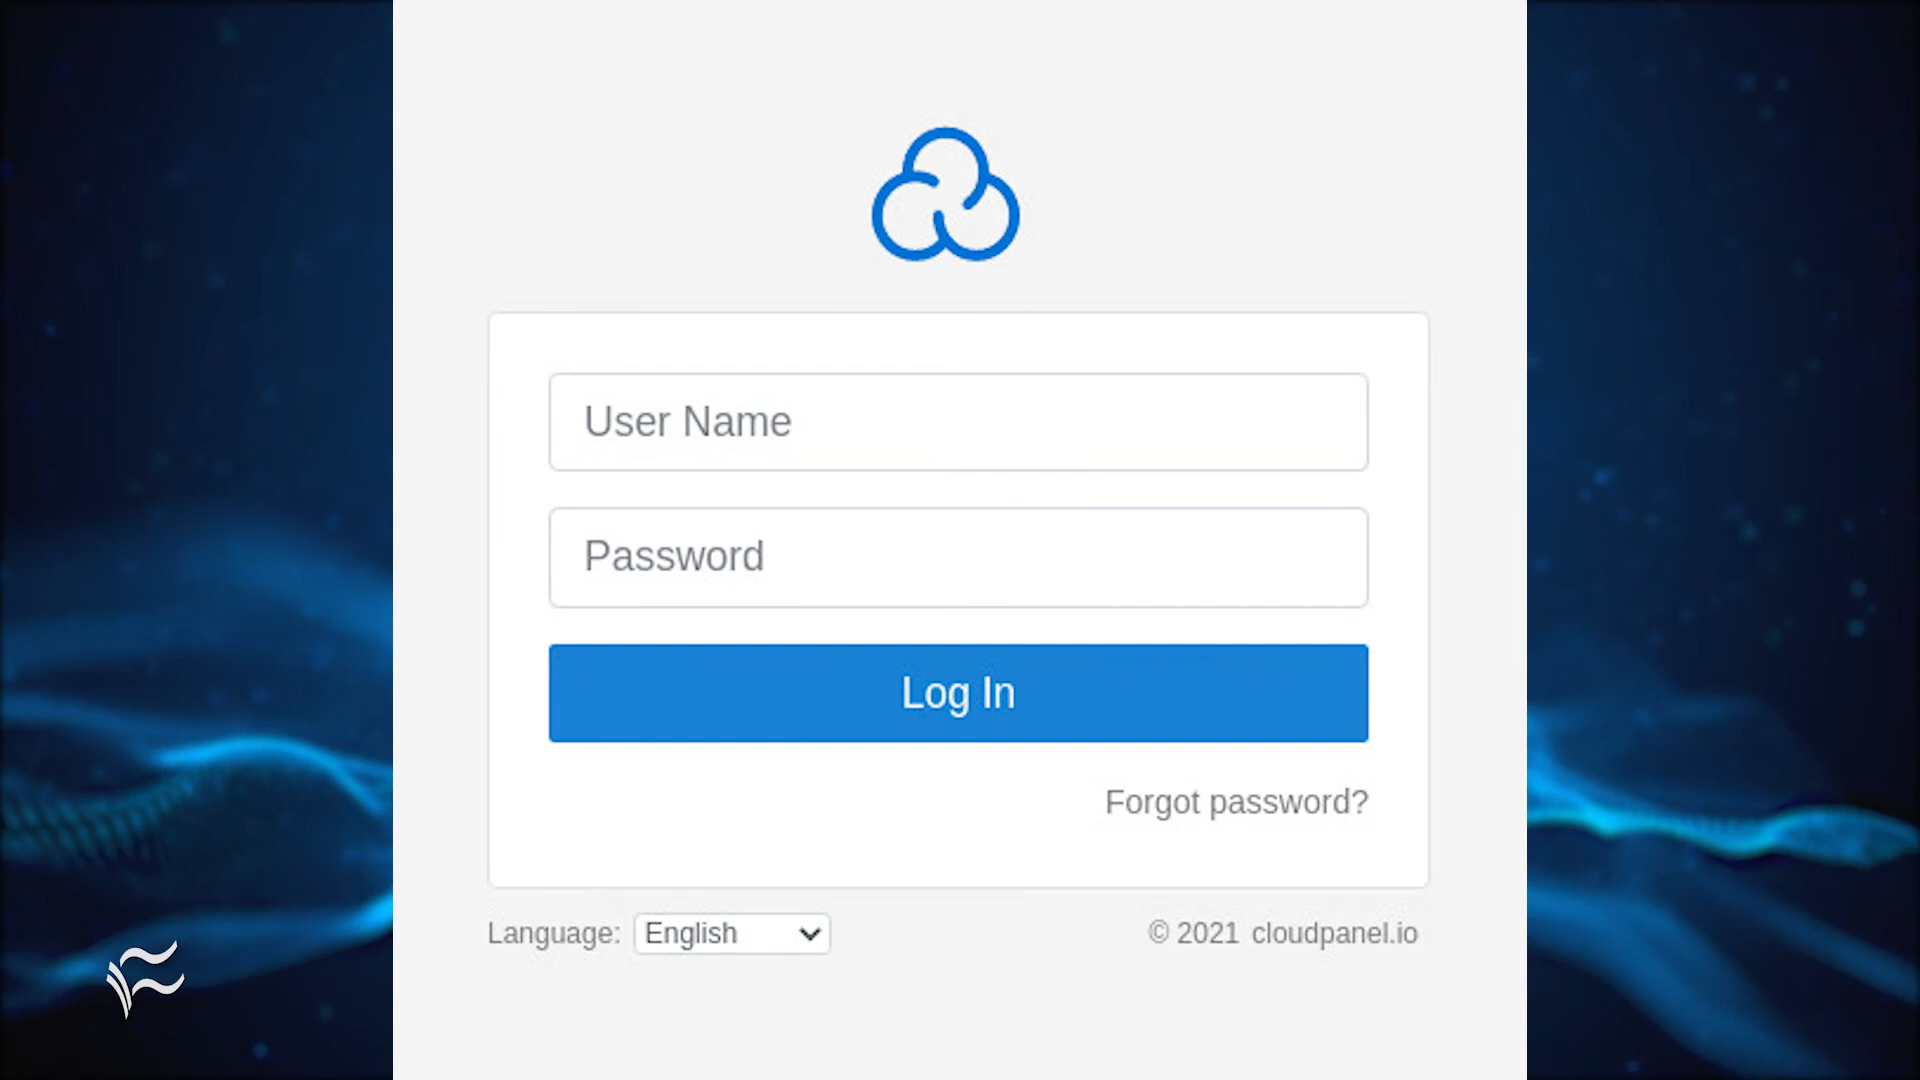 User Name
Password
Log In
Forgot password?
Language: English
© 2021 cloudpanel.io